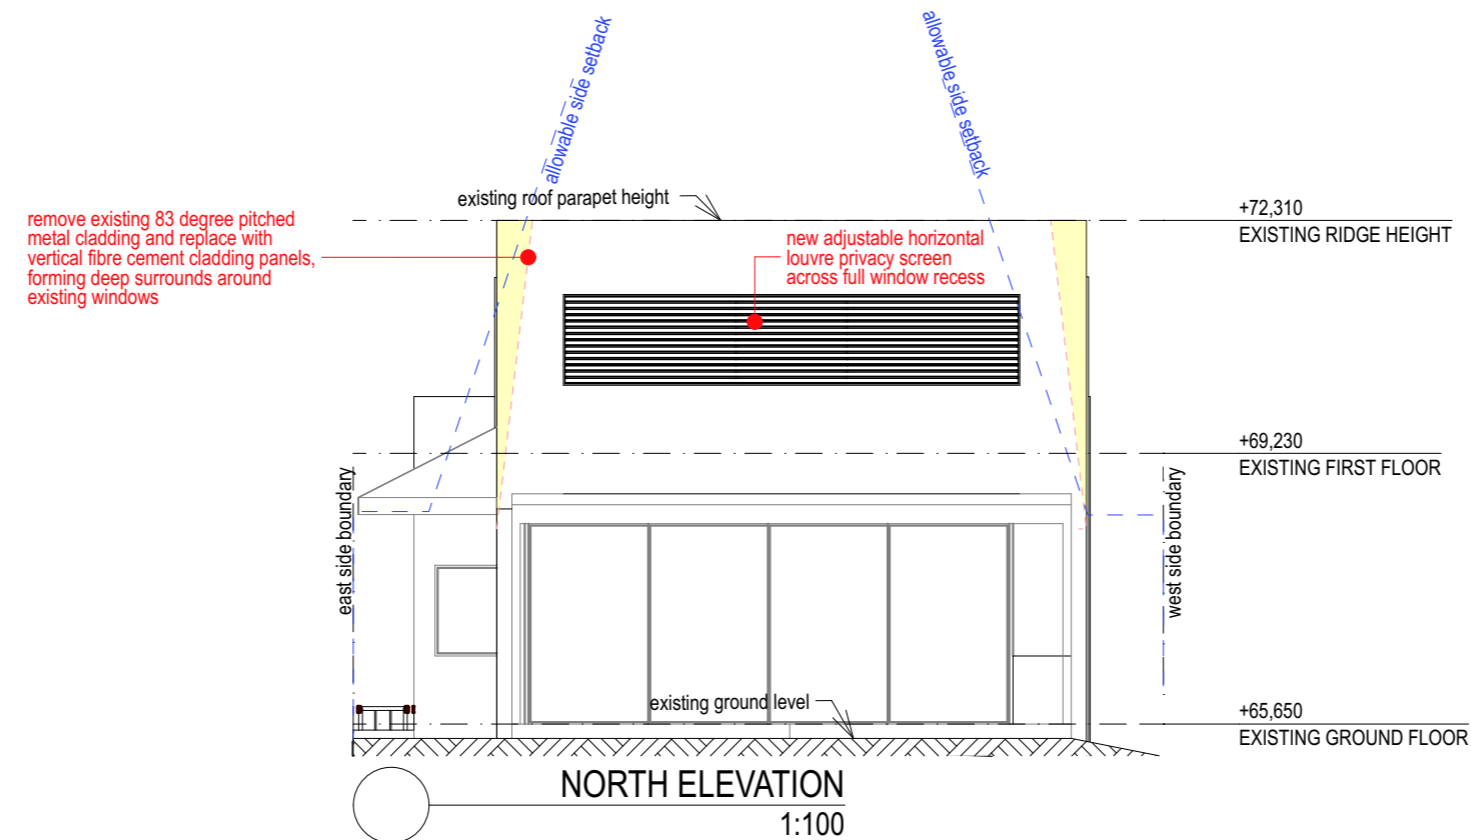 allowable side setback
allowable side setback
existing roof parapet height
remove existing 83 degree pitched
metal cladding and replace with
vertical fibre cement cladding panels,
forming deep surrounds around
existing windows
new adjustable horizontal
louvre privacy screen
across full window recess
+72,310
EXISTING RIDGE HEIGHT
+69,230
EXISTING FIRST FLOOR
east side boundary
west side boundary
existing ground level
+65,650
EXISTING GROUND FLOOR
NORTH ELEVATION
1:100